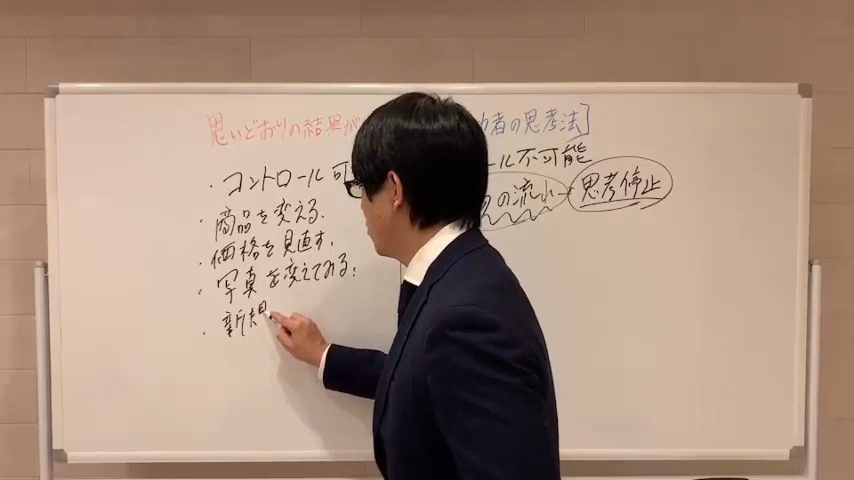 思いどおりの結果が 者の思考法]
・コントロール可 ール不可能
・商品を変える、 の流れ→思考停止
・価格を見直す、
・写真を変えてみる、
・新規